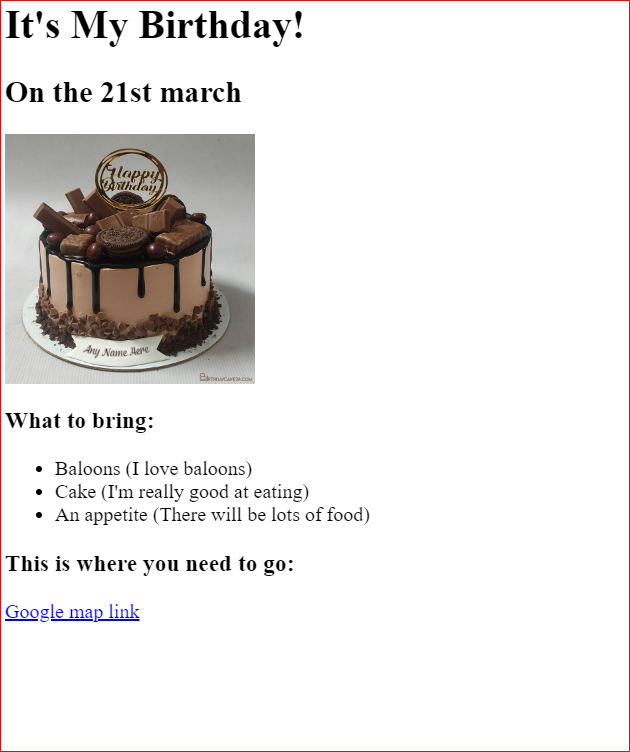 It's My Birthday!
On the 21st march
Happy
Birthday
Any Name Here
BIRTHDAYCAKE24.COM
What to bring:
Baloons (I love baloons)
Cake (I'm really good at eating)
An appetite (There will be lots of food)
This is where you need to go:
Google map link